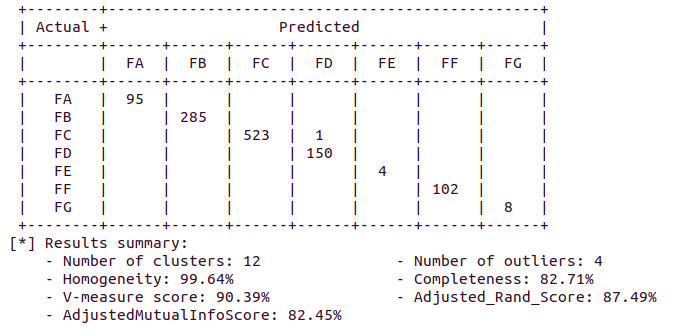 +--------+----------------------------------------------------+
| Actual +                    Predicted                      |
+--------+------+-------+-------+-------+------+-------+-------+
|        |  FA  |  FB   |  FC   |  FD   |  FE  |  FF   |  FG   |
+--------+------+-------+-------+-------+------+-------+-------+
|   FA   |  95  |       |       |       |      |       |       |
|   FB   |      | 285   |       |       |      |       |       |
|   FC   |      |       | 523   |  1    |      |       |       |
|   FD   |      |       |       | 150   |      |       |       |
|   FE   |      |       |       |       |  4   |       |       |
|   FF   |      |       |       |       |      | 102   |       |
|   FG   |      |       |       |       |      |       |  8    |
+--------+------+-------+-------+-------+------+-------+-------+
[*] Results summary:
- Number of clusters: 12 - Number of outliers: 4
- Homogeneity: 99.64% - Completeness: 82.71%
- V-measure score: 90.39% - Adjusted_Rand_Score: 87.49%
- AdjustedMutualInfoScore: 82.45%